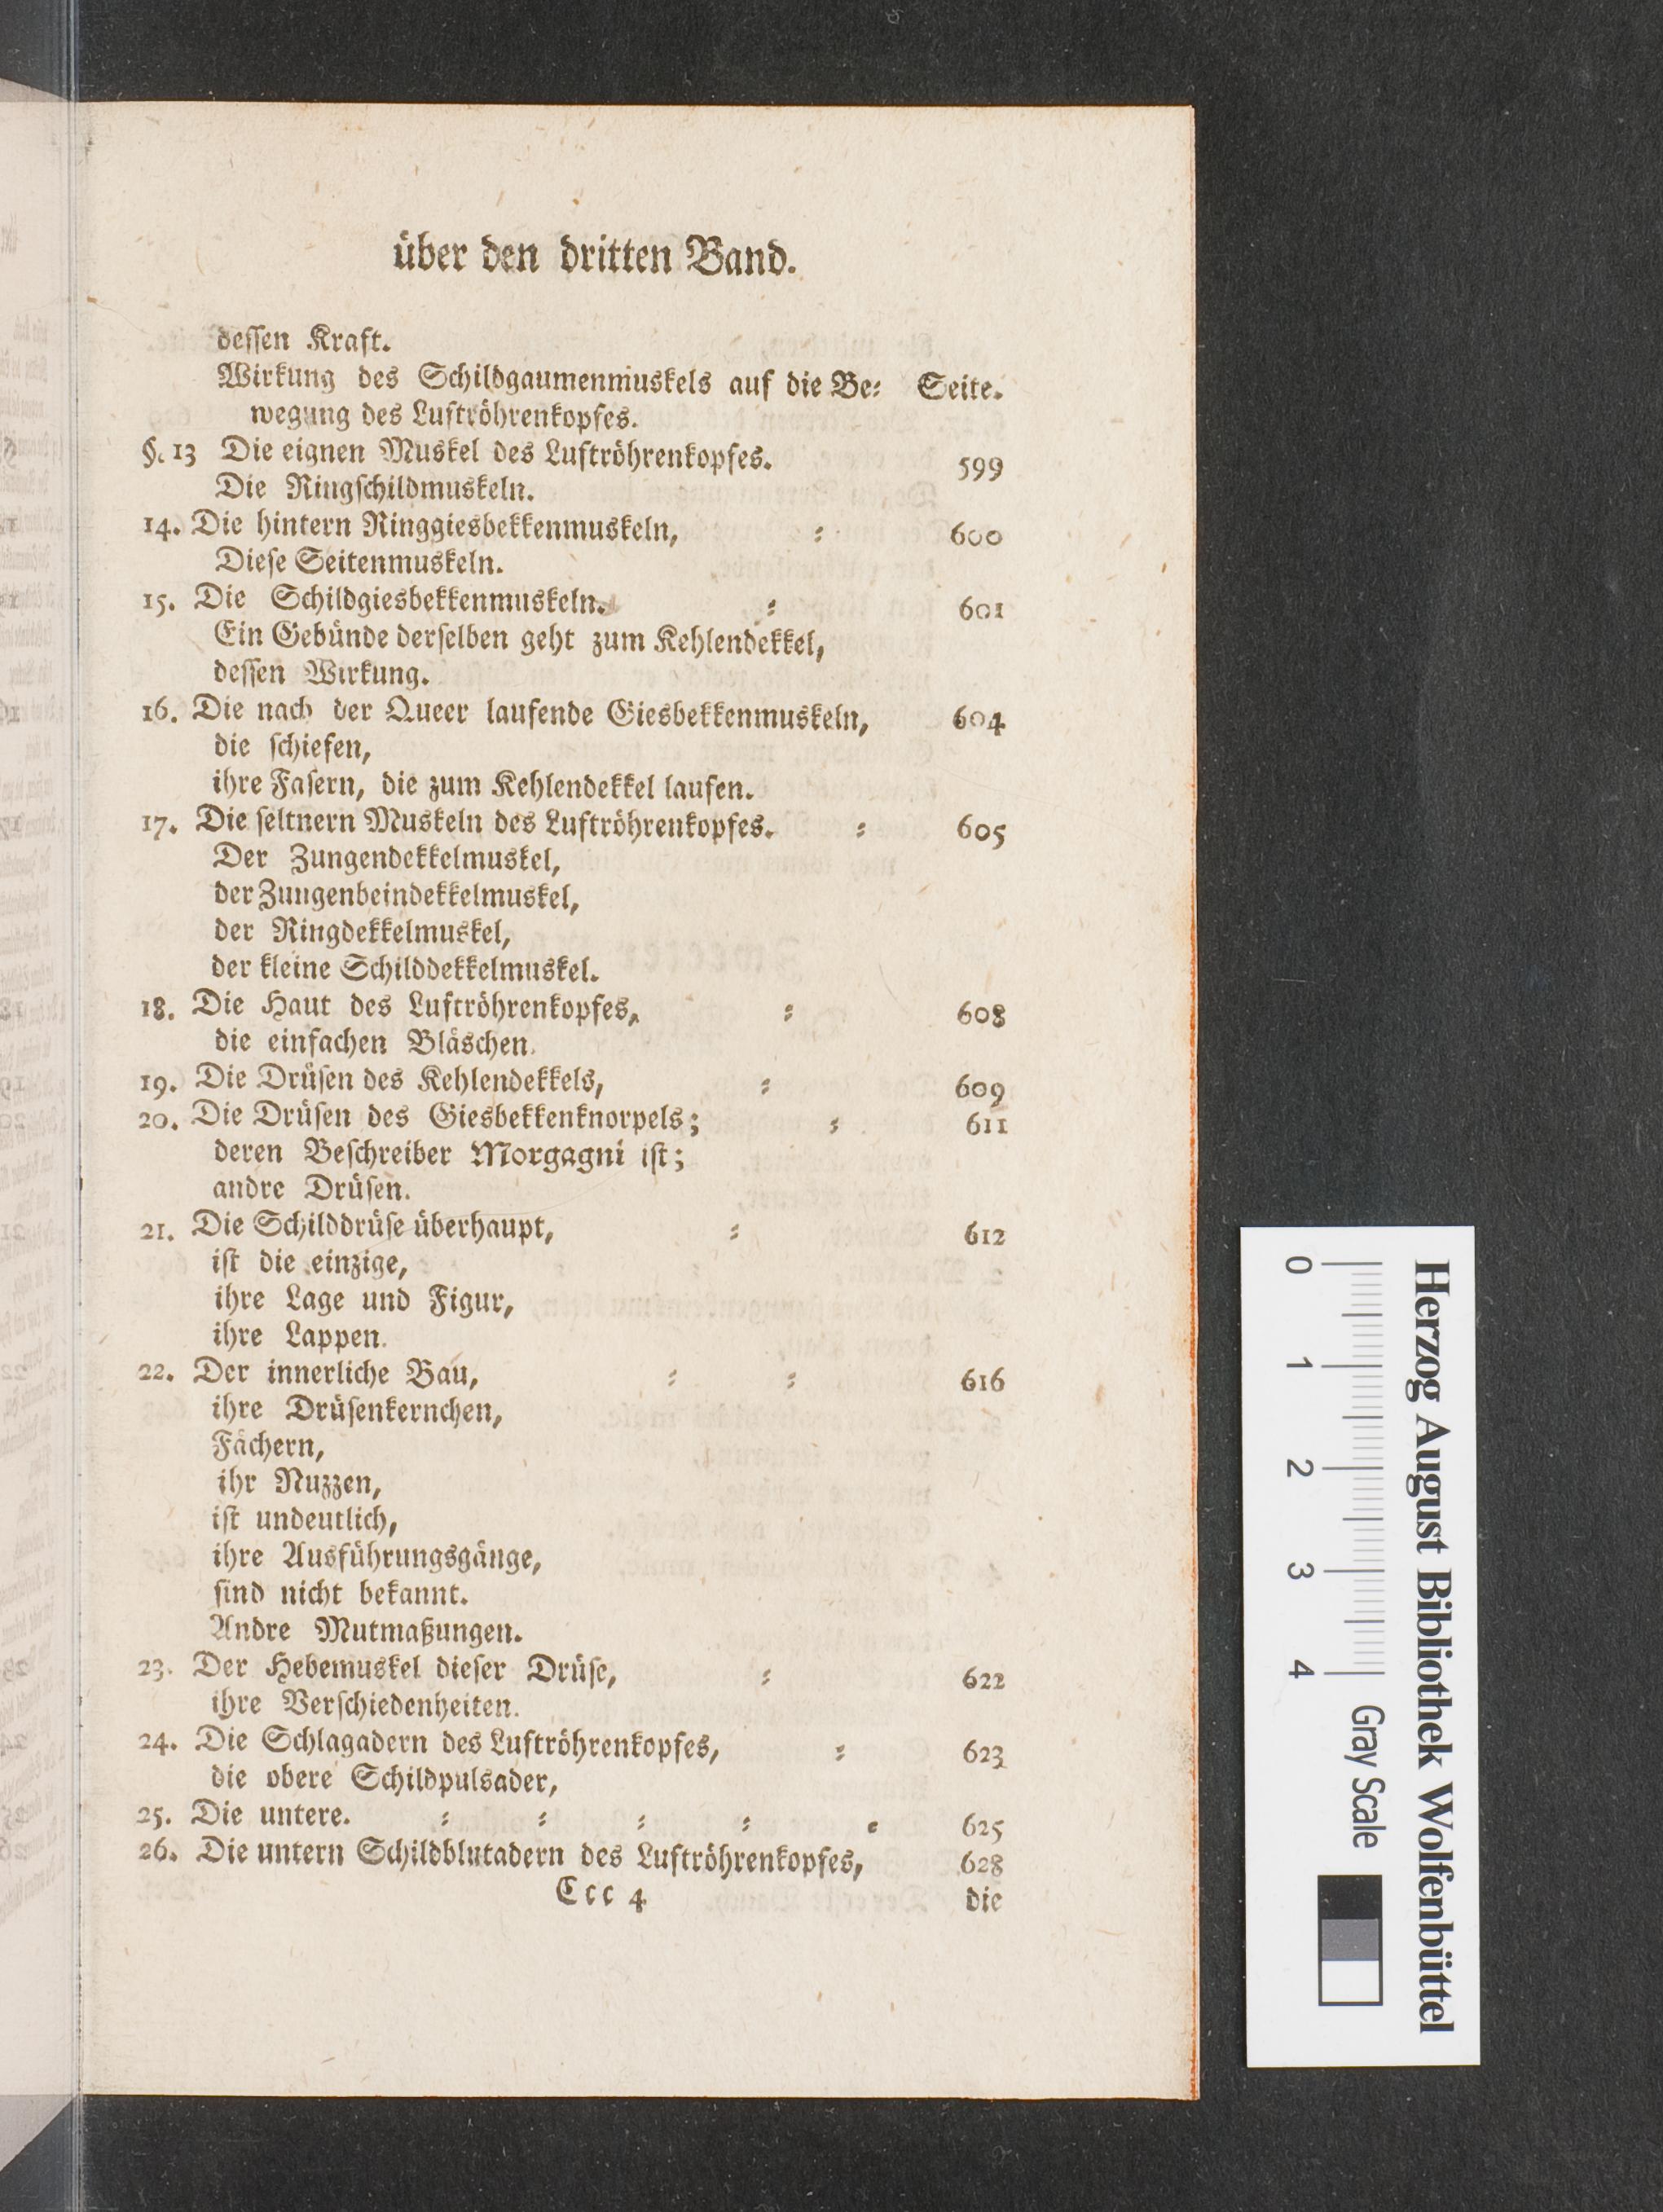 über den dritten Band.
dessen Kraft.
Wirkung des Schildgaumenmuskels auf die Be= Seite.
wegung des Luftröhrenkopfes.
§. 13 Die eignen Muskel des Luftröhrenkopfes. 599
Die Ringschildmuskeln.
14. Die hintern Ringgiesbekkenmuskeln, = 600
Diese Seitenmuskeln.
15. Die Schildgiesbekkenmuskeln. = 601
Ein Gebünde derselben geht zum Kehlendekkel,
dessen Wirkung.
16. Die nach der Queer laufende Giesbekkenmuskeln, 604
die schiefen,
ihre Fasern, die zum Kehlendekkel laufen.
17. Die seltnern Muskeln des Luftröhrenkopfes. = 605
Der Zungendekkelmuskel,
der Zungenbeindekkelmuskel,
der Ringdekkelmuskel,
der kleine Schilddekkelmuskel.
18. Die Haut des Luftröhrenkopfes, = 608
die einfachen Bläschen.
19. Die Drüsen des Kehlendekkels, = 609
20. Die Drüsen des Giesbekkenknorpels; = 611
deren Beschreiber Morgagni ist;
andre Drüsen.
21. Die Schilddrüse überhaupt, = 612
ist die einzige,
ihre Lage und Figur,
ihre Lappen.
22. Der innerliche Bau, = = 616
ihre Drüsenkernchen,
Fächern,
ihr Nuzzen,
ist undeutlich,
ihre Ausführungsgänge,
sind nicht bekannt.
Andre Mutmaßungen.
23. Der Hebemuskel dieser Drüse, = 622
ihre Verschiedenheiten.
24. Die Schlagadern des Luftröhrenkopfes, = 623
die obere Schildpulsader,
25. Die untere. = = = = = 625
26. Die untern Schildblutadern des Luftröhrenkopfes, 628
Ccc 4 die
Herzog August Bibliothek Wolfenbüttel
0 1 2 3 4 Gray Scale